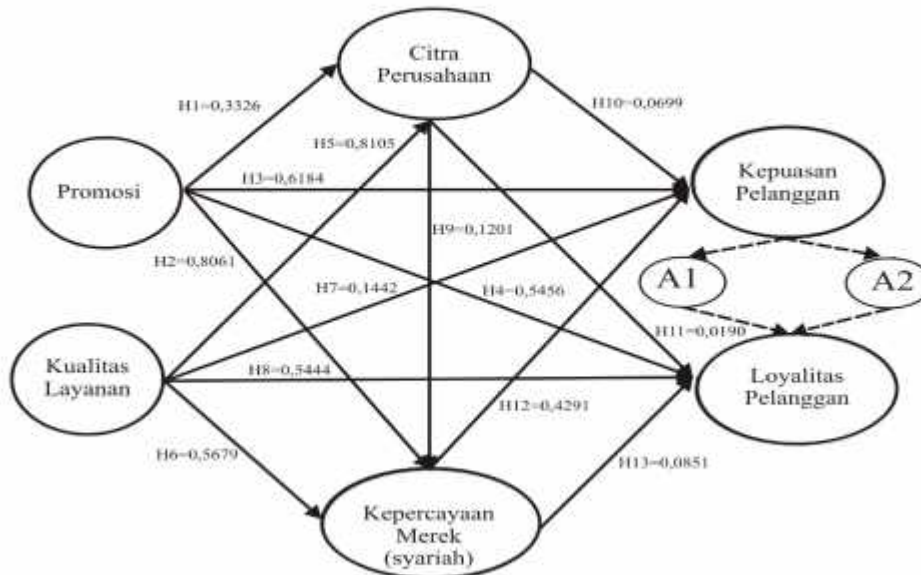 Citra
Perusahaan
H1=0,3326
H10=0,0699
H5=0,8105
Promosi
H3=0,6184
Kepuasan
Pelanggan
H9=0,1201
H2=0,8061
H7=0,1442
H4=0,5456
A1
A2
H11=0,0190
Kualitas
Layanan
H8=0,5444
Loyalitas
Pelanggan
H12=0,4291
H6=0,5679
H13=0,0851
Kepercayaan
Merek
(syariah)